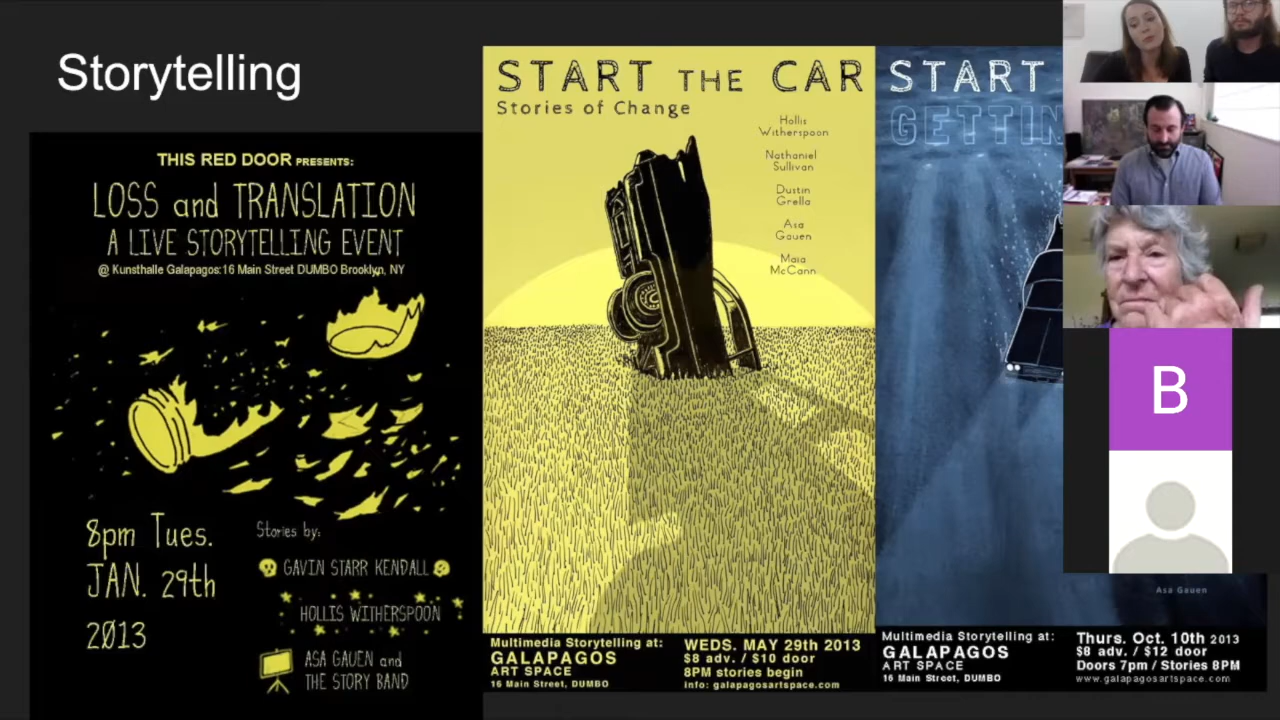 Storytelling
THIS RED DOOR PRESENTS:
LOSS and TRANSLATION
A LIVE STORYTELLING EVENT
@ Kunsthalle Galapagos:16 Main Street DUMBO Brooklyn, NY
8pm Tues.
JAN. 29th
2013
Stories by:
GAVIN STARR KENDALL
HOLLIS WITHERSPOON
ASA GAUEN and
THE STORY BAND
START THE CAR
Stories of Change
Hollis
Witherspoon
Nathaniel
Sullivan
Dustin
Grella
Asa
Gauen
Maia
McCann
Multimedia Storytelling at:
GALAPAGOS
ART SPACE
16 Main Street, DUMBO
WEDS. MAY 29th 2013
$8 adv. / $10 door
8PM stories begin
info: galapagosartspace.com
START
GETTIN
Asa Gauen
Multimedia Storytelling at:
GALAPAGOS
ART SPACE
16 Main Street, DUMBO
Thurs. Oct. 10th 2013
$8 adv. / $12 door
Doors 7pm / Stories 8PM
www.galapagosartspace.com
B